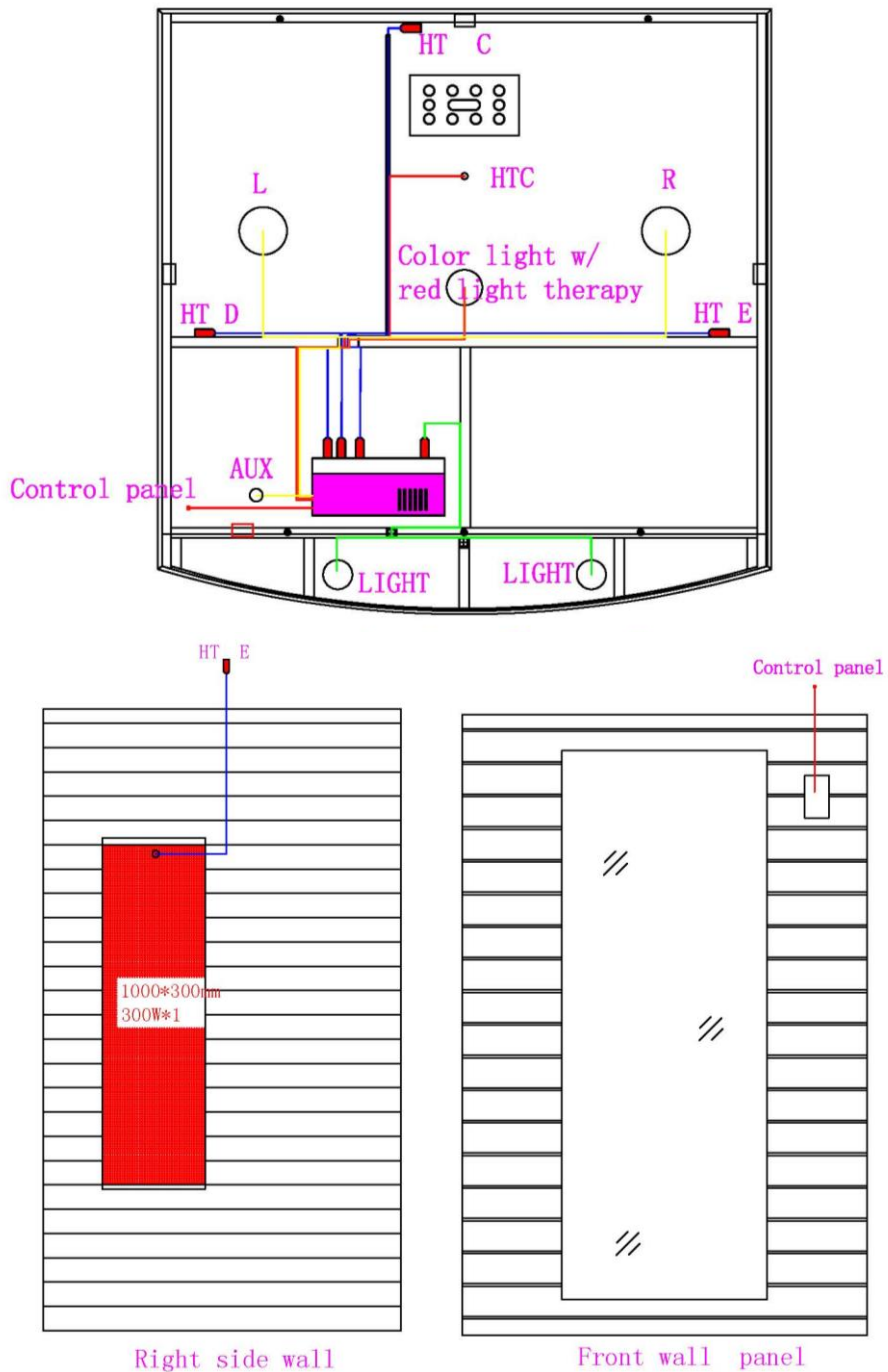 HT C
HTC
L
R
Color light w/
red light therapy
HT D
HT E
AUX
Control panel
LIGHT
LIGHT
HT E
Control panel
1000*300mm
300W*1
Right side wall
Front wall panel